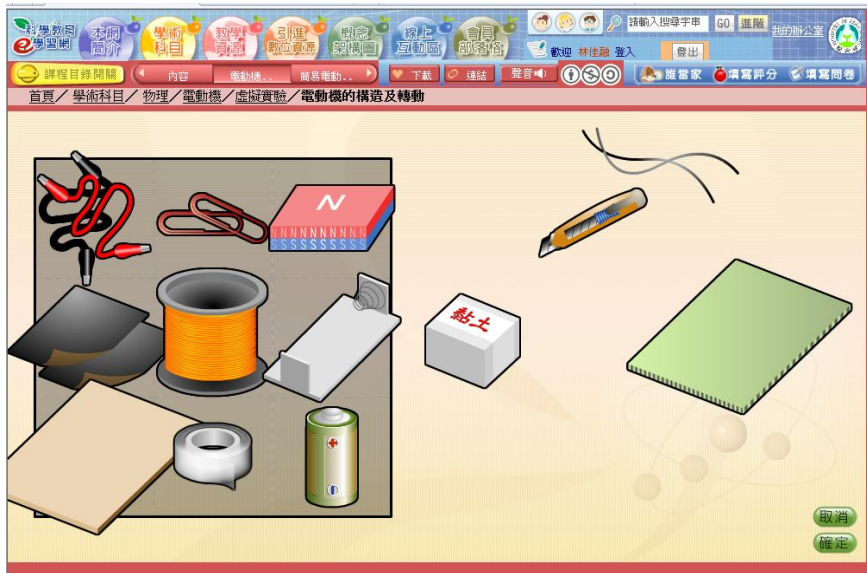 科學教育
學習網
本網
簡介
學術
科目
教學
資源
引進
數位資源
概念
架構圖
線上
互動區
會員
部落格
請輸入搜尋字串 GO 進階 我的辦公室
歡迎 林佳融 登入 登出
課程目錄開關 內容 電動機.. 簡易電動.. 下載 連結 聲音 誰當家 填寫評分 填寫問卷
首頁／ 學術科目／ 物理／電動機／虛擬實驗／電動機的構造及轉動
N
NNNNNNNNNN
SSSSSSSSSS
黏土
取消
確定